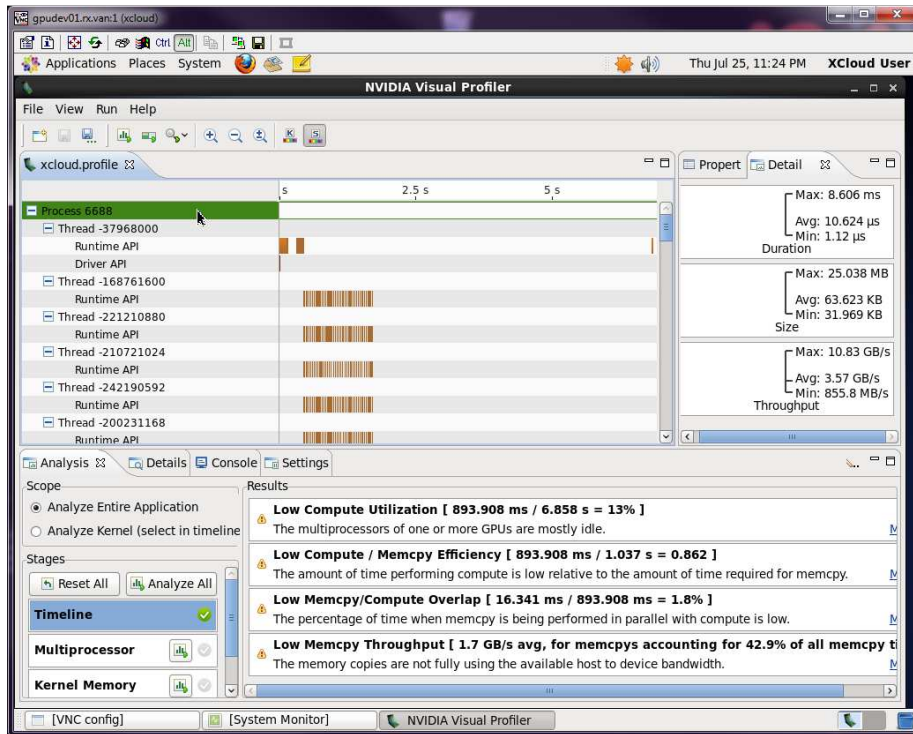 gpudev01.rx.van:1 (xcloud)
Ctrl Alt
Applications Places System Thu Jul 25, 11:24 PM XCloud User
NVIDIA Visual Profiler
File View Run Help
K S
xcloud.profile Propert Detail
s 2.5 s 5 s
Process 6688
Thread -37968000
Runtime API
Driver API
Thread -168761600
Runtime API
Thread -221210880
Runtime API
Thread -210721024
Runtime API
Thread -242190592
Runtime API
Thread -200231168
Runtime API
Max: 8.606 ms
Avg: 10.624 µs
Min: 1.12 µs
Duration
Max: 25.038 MB
Avg: 63.623 KB
Min: 31.969 KB
Size
Max: 10.83 GB/s
Avg: 3.57 GB/s
Min: 855.8 MB/s
Throughput
Analysis Details Console Settings
Scope
Analyze Entire Application
Analyze Kernel (select in timeline
Stages
Reset All Analyze All
Timeline
Multiprocessor
Kernel Memory
Results
Low Compute Utilization [ 893.908 ms / 6.858 s = 13% ]
The multiprocessors of one or more GPUs are mostly idle.
Low Compute / Memcpy Efficiency [ 893.908 ms / 1.037 s = 0.862 ]
The amount of time performing compute is low relative to the amount of time required for memcpy.
Low Memcpy/Compute Overlap [ 16.341 ms / 893.908 ms = 1.8% ]
The percentage of time when memcpy is being performed in parallel with compute is low.
Low Memcpy Throughput [ 1.7 GB/s avg, for memcpys accounting for 42.9% of all memcpy ti
The memory copies are not fully using the available host to device bandwidth.
[VNC config] [System Monitor] NVIDIA Visual Profiler